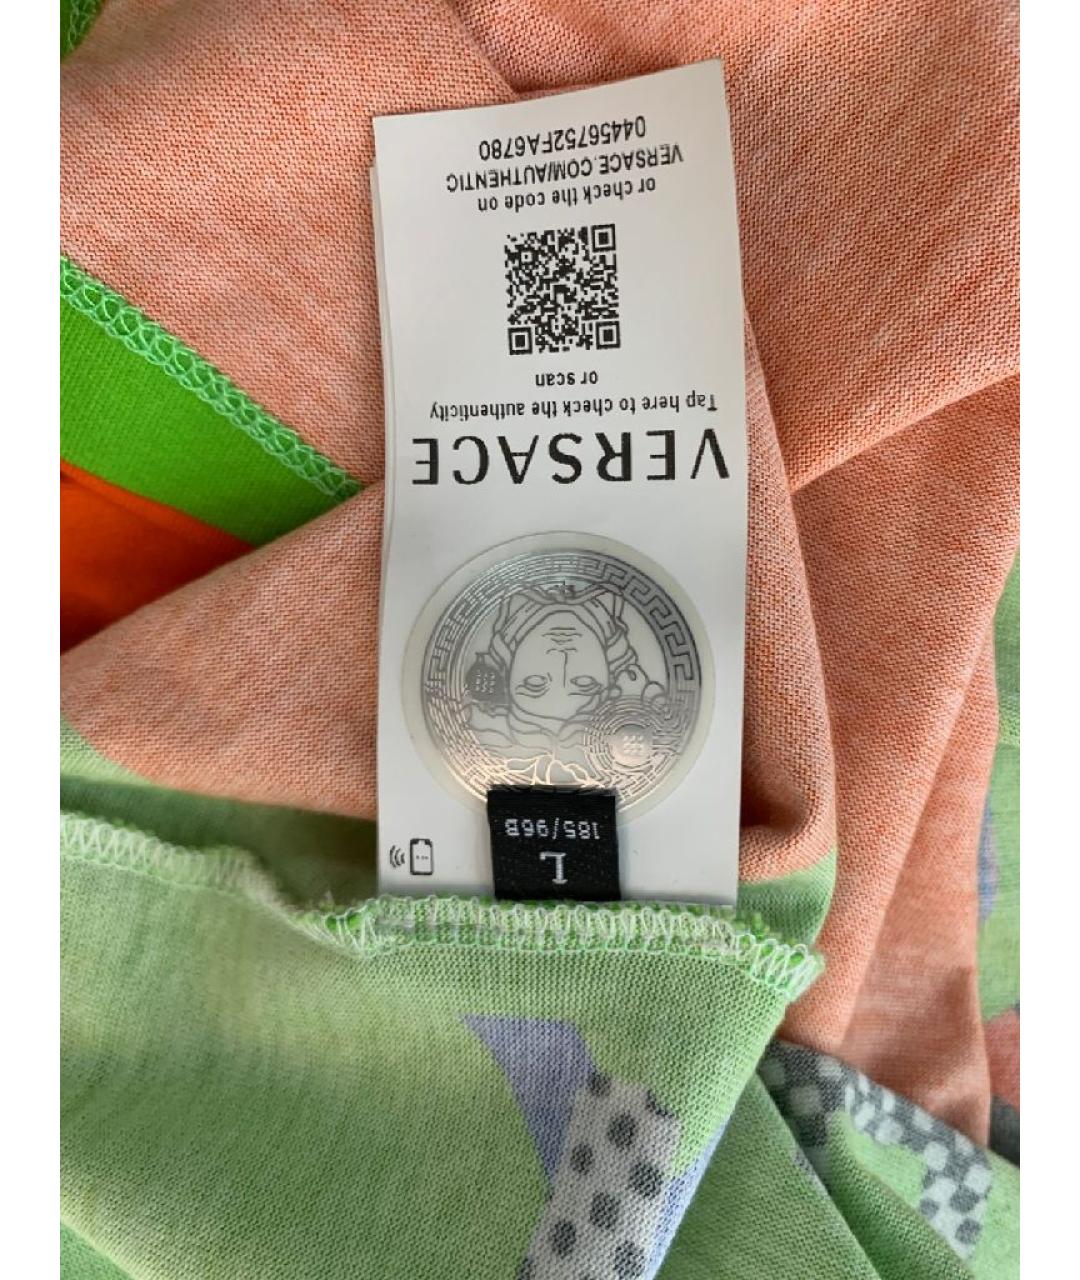 L
185/96B
VERSACE
Tap here to check the authenticity
or scan
or check the code on
VERSACE.COM/AUTHENTIC
04456752FA6780